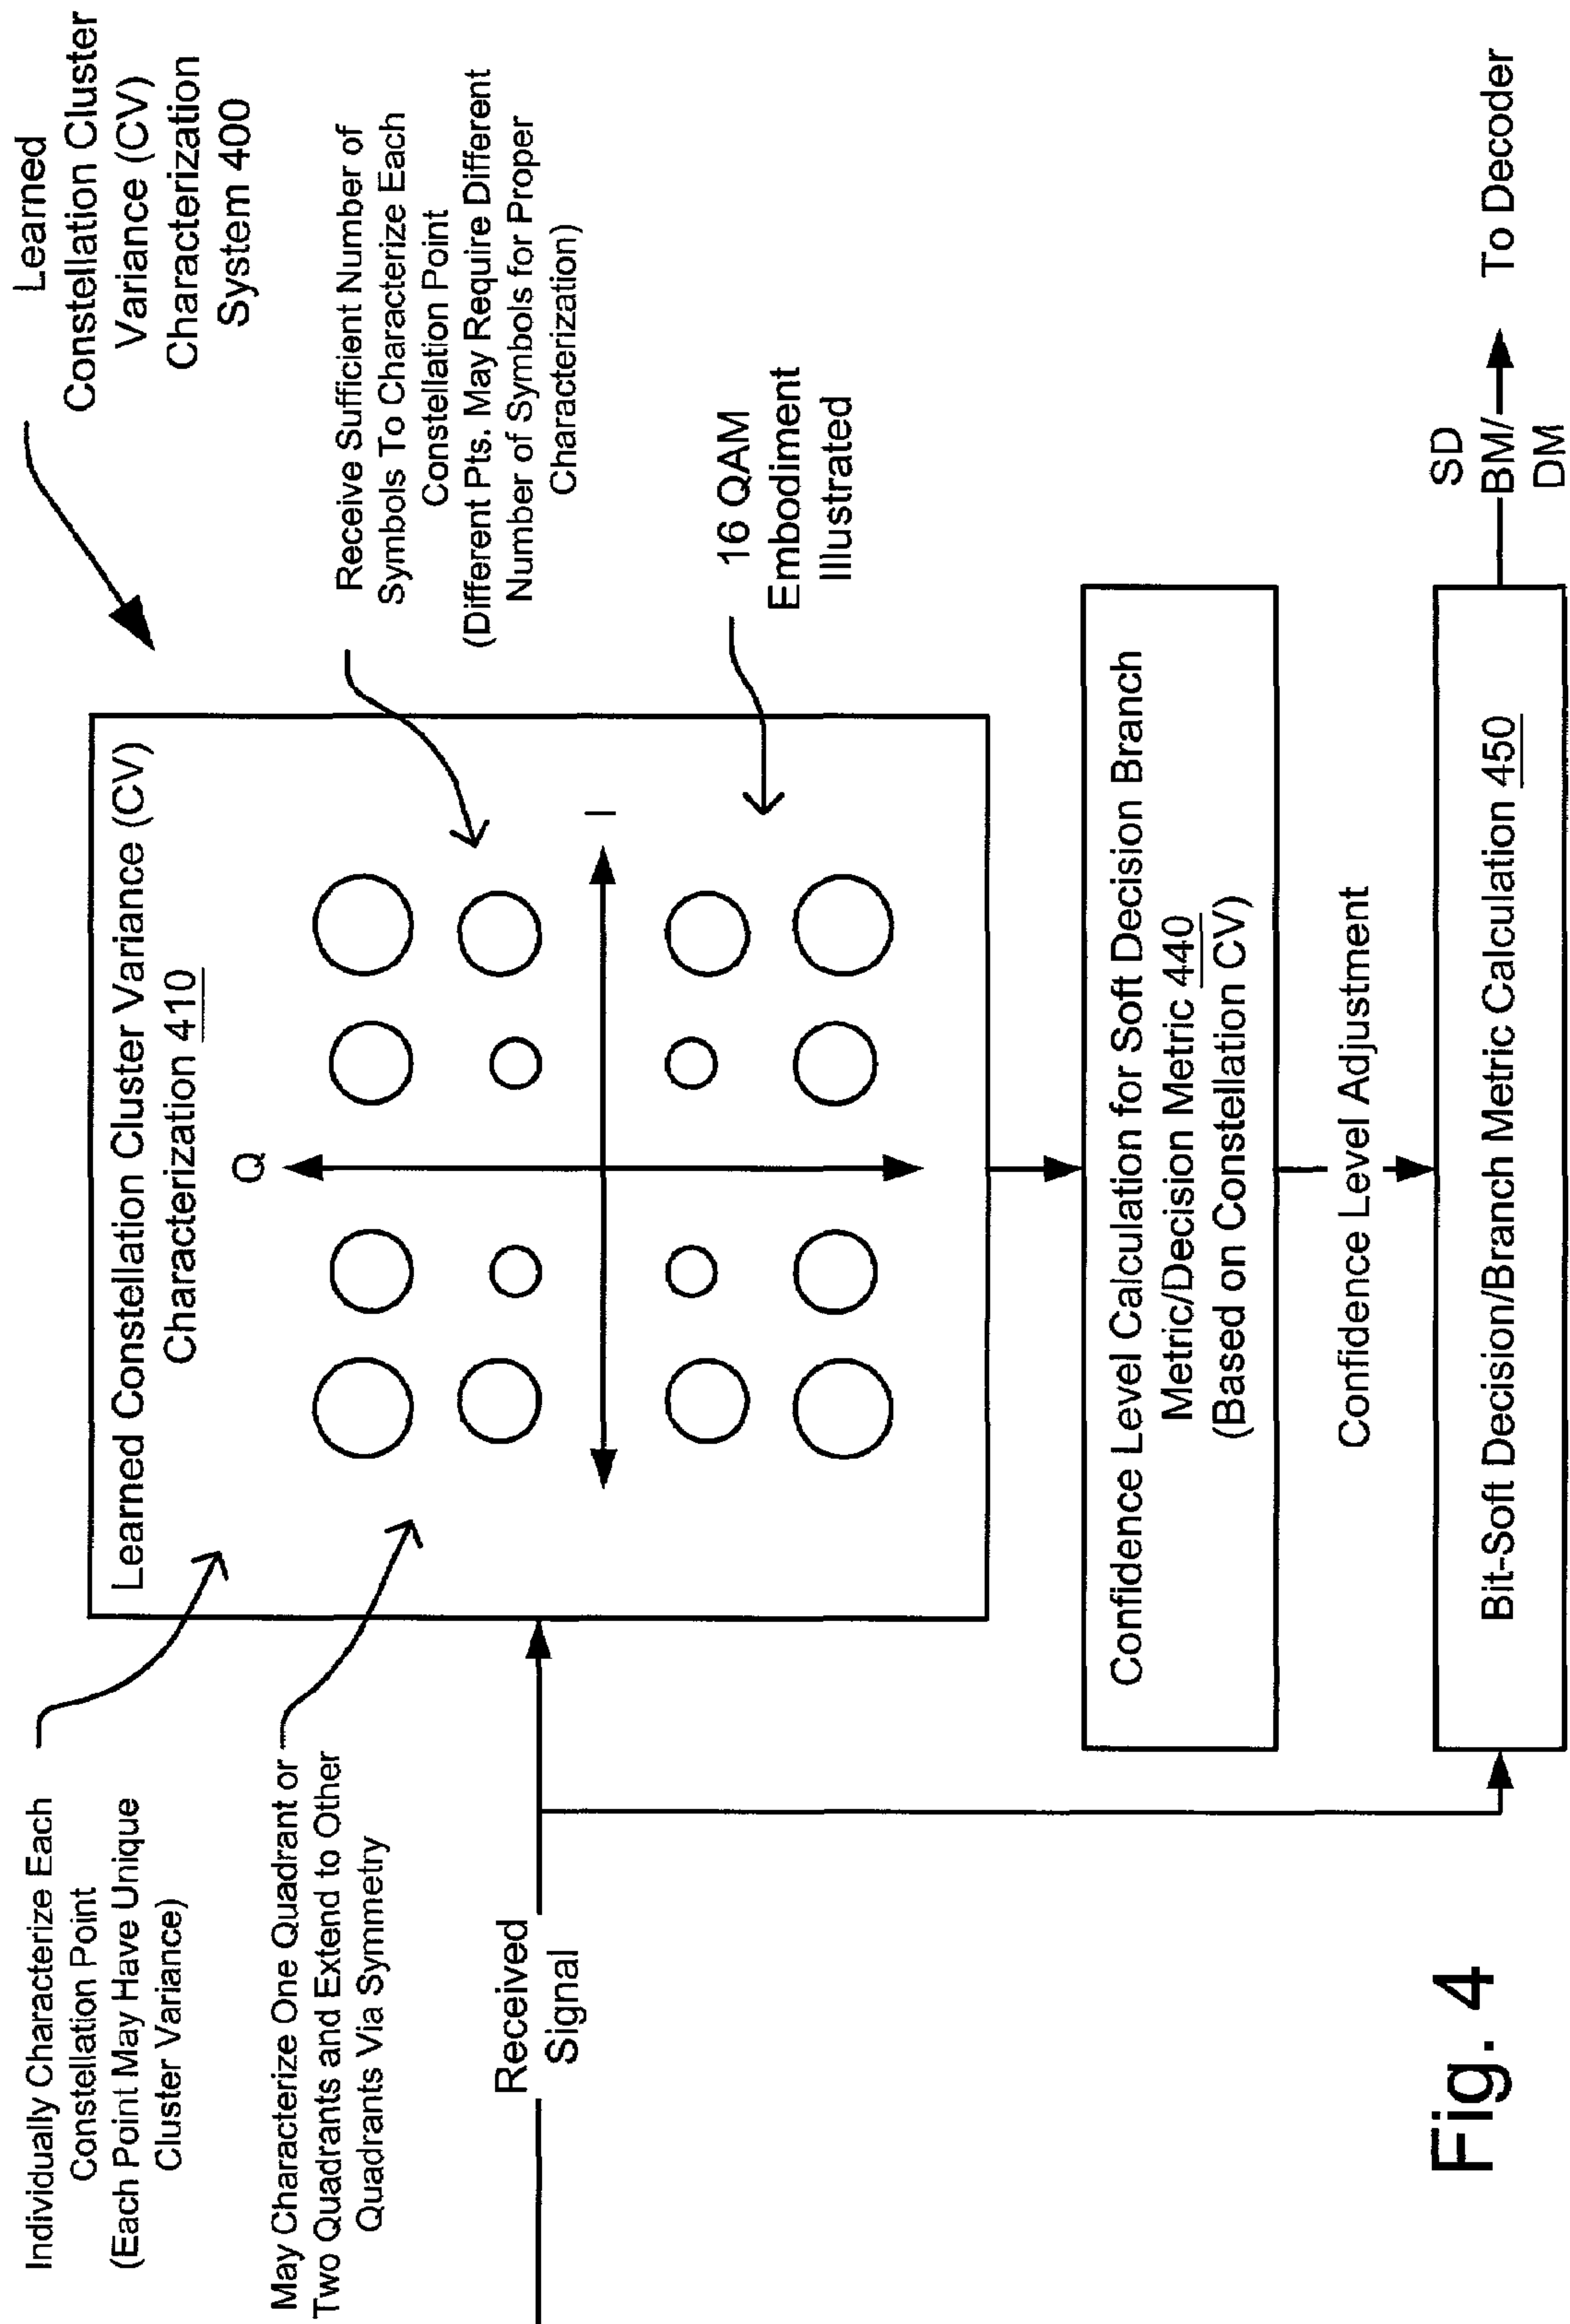 Learned
Constellation Cluster
Variance (CV)
Characterization
System 400
Individually Characterize Each
Constellation Point
(Each Point May Have Unique
Cluster Variance)
May Characterize One Quadrant or
Two Quadrants and Extend to Other
Quadrants Via Symmetry
Receive Sufficient Number of
Symbols To Characterize Each
Constellation Point
(Different Pts. May Require Different
Number of Symbols for Proper
Characterization)
16 QAM
Embodiment
Illustrated
Learned Constellation Cluster Variance (CV)
Characterization 410
Q
I
Received
Signal
Confidence Level Calculation for Soft Decision Branch
Metric/Decision Metric 440
(Based on Constellation CV)
Confidence Level Adjustment
Bit-Soft Decision/Branch Metric Calculation 450
SD
BM/
DM
To Decoder
Fig. 4